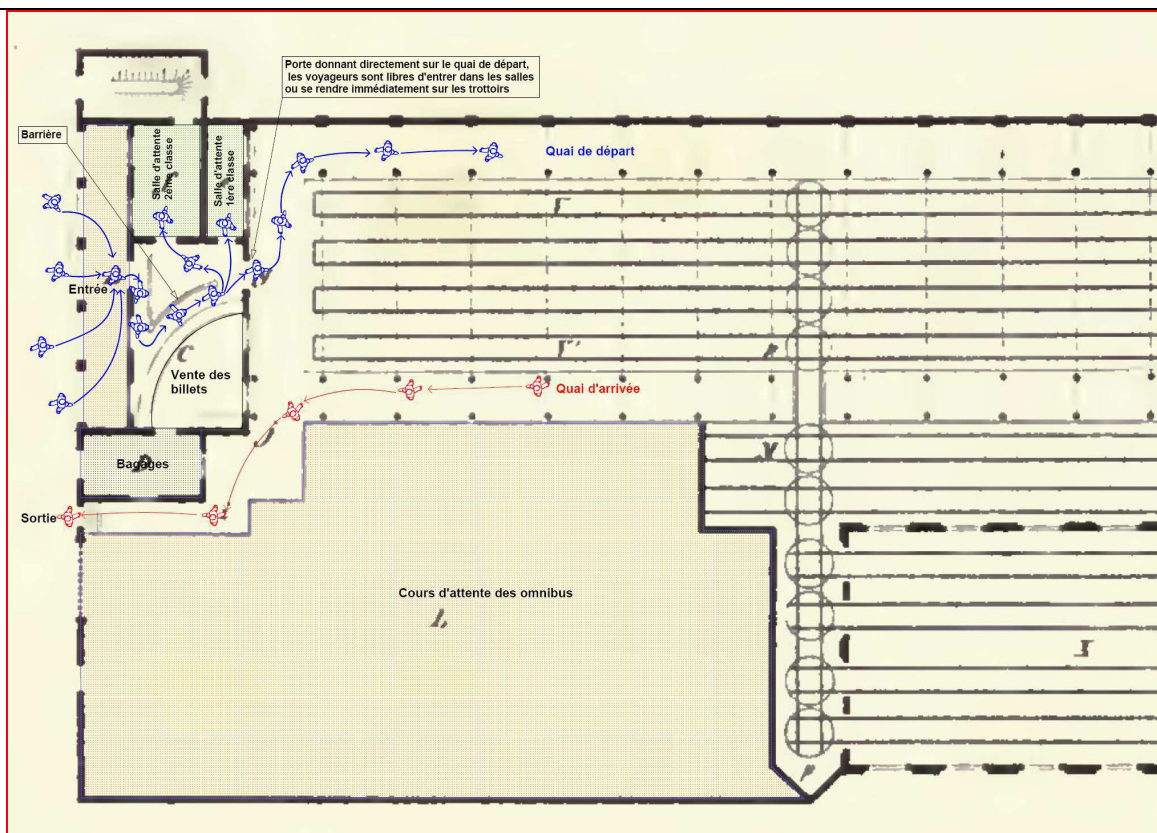 Porte donnant directement sur le quai de départ,
les voyageurs sont libres d'entrer dans les salles
ou se rendre immédiatement sur les trottoirs
Barrière
Salle d'attente
2ème classe
Salle d'attente
1ère classe
Quai de départ
Entrée
C
Vente des
billets
Quai d'arrivée
Bagages
Sortie
Cours d'attente des omnibus
L
I